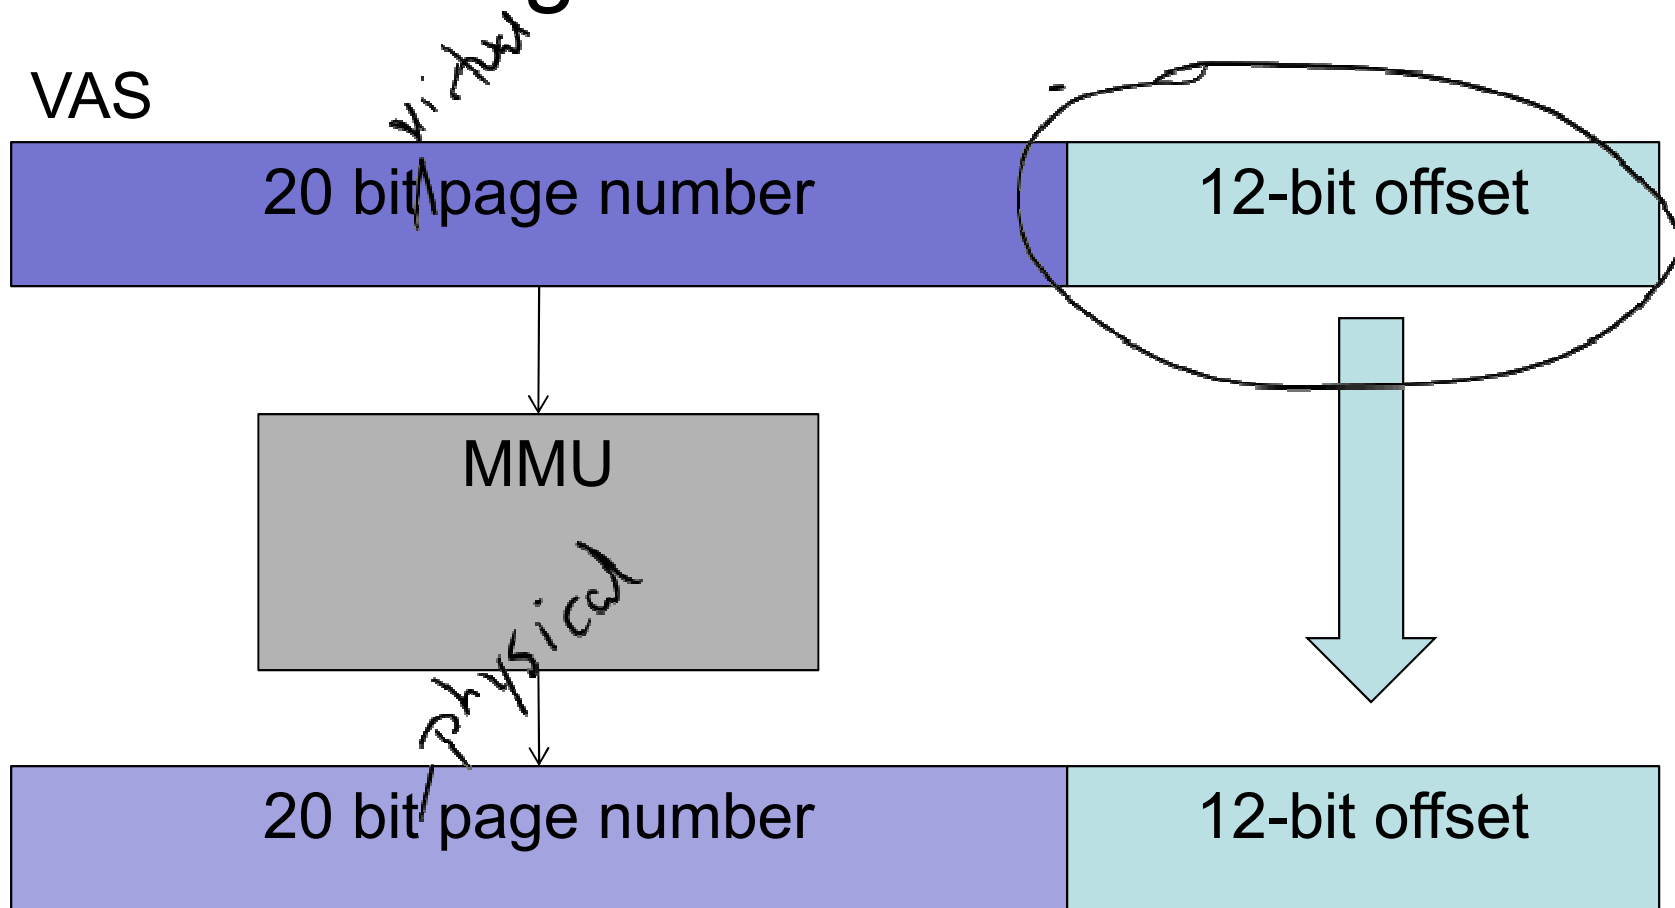 virtual
VAS
20 bit page number
12-bit offset
MMU
physical
20 bit page number
12-bit offset